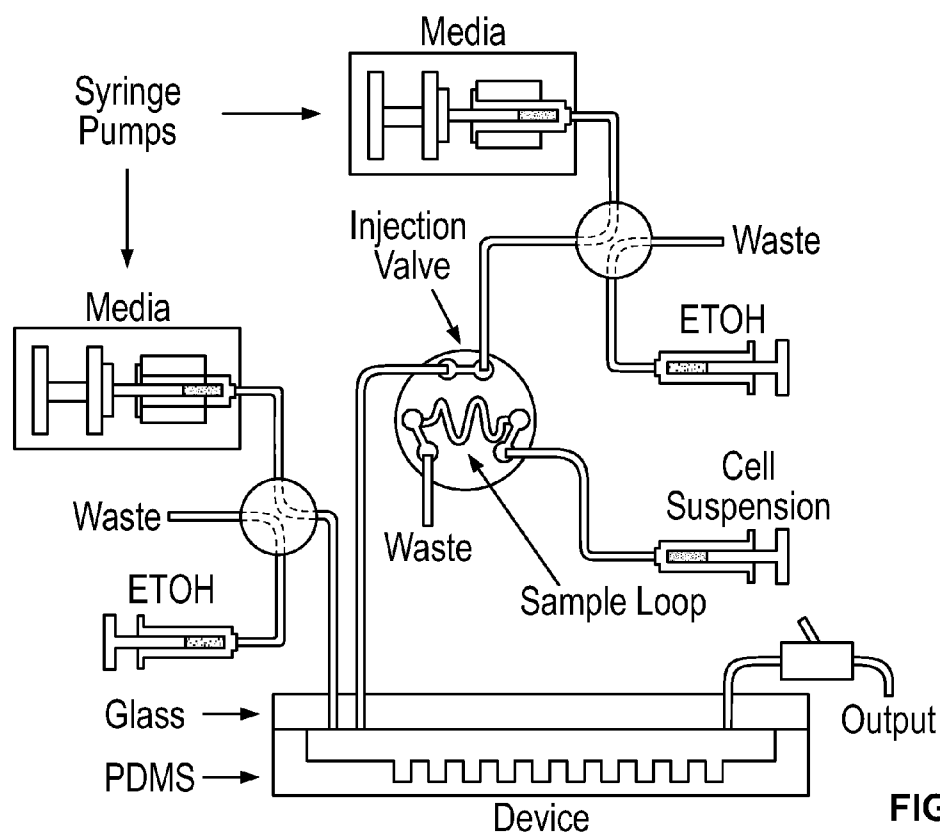 Media
Syringe
Pumps
Injection
Valve
Waste
Media
ETOH
Cell
Suspension
Waste
Waste
ETOH
Sample Loop
Glass
Output
PDMS
Device
FIG